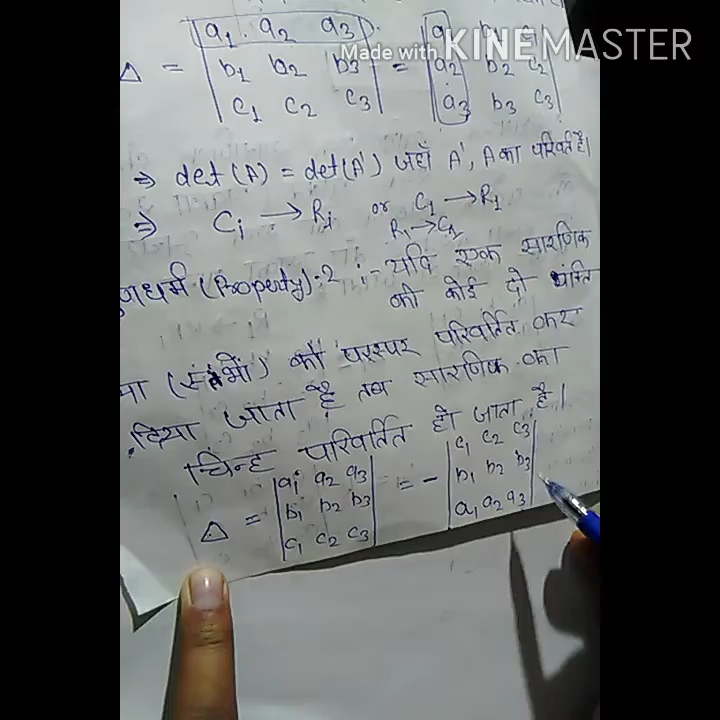 a1 . a2 a3 a1 b1 c1
Made with KINEMASTER
Δ = b1 b2 b3 = a2 b2 c2
c1 c2 c3 a3 b3 c3
⇒ det (A) = det (A') जहाँ A', A का परिवर्त है।
⇒ Ci → Rj or C1 → R1
R1 → C1
गुणधर्म (Property):2 :- यदि एक सारणिक
की कोई दो पंक्ति
या (स्तंभों) को परस्पर परिवर्तित कर
दिया जाता है तब सारणिक का
चिन्ह परिवर्तित हो जाता है।
a1 a2 a3 c1 c2 c3
Δ = b1 b2 b3 = - b1 b2 b3
c1 c2 c3 a1 a2 a3